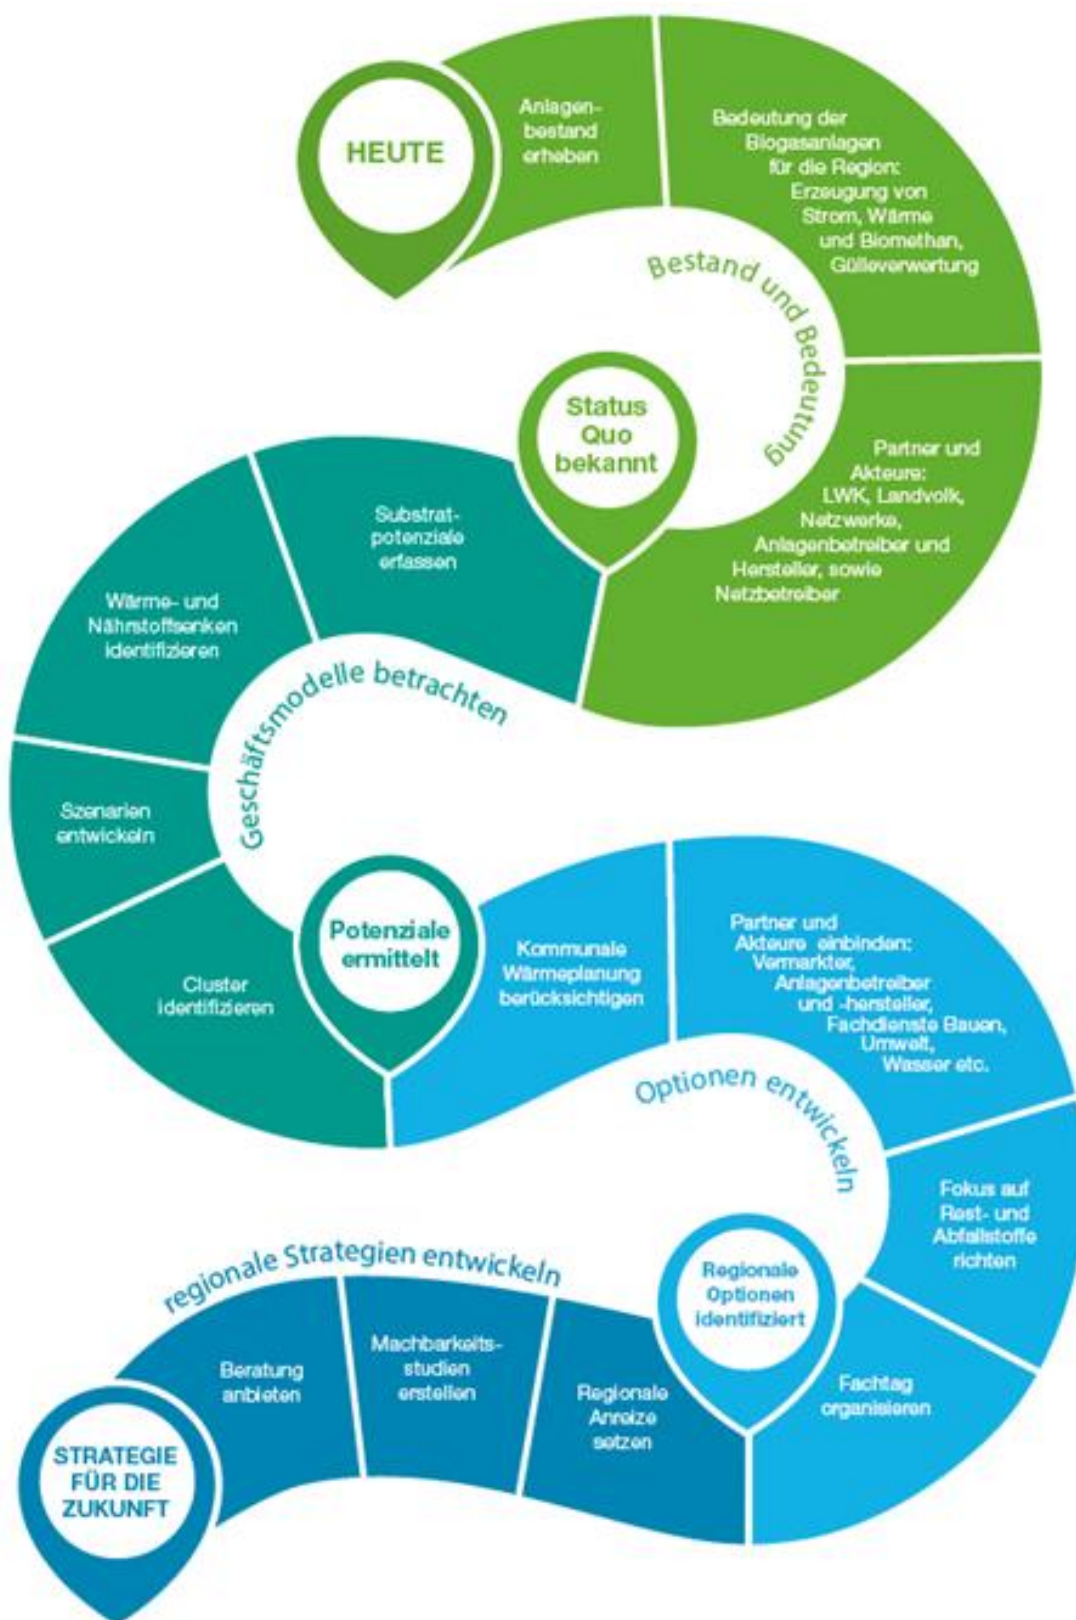 HEUTE
Anlagen-
bestand
erheben
Bedeutung der
Biogasanlagen
für die Region:
Erzeugung von
Strom, Wärme
und Biomethan,
Gülleverwertung
Bestand und Bedeutung
Partner und
Akteure:
LWK, Landvolk,
Netzwerke,
Anlagenbetreiber und
Hersteller, sowie
Netzbetreiber
Status
Quo
bekannt
Substrat-
potenziale
erfassen
Wärme- und
Nährstoffsenken
identifizieren
Geschäftsmodelle betrachten
Szenarien
entwickeln
Cluster
identifizieren
Potenziale
ermittelt
Kommunale
Wärmeplanung
berücksichtigen
Partner und
Akteure einbinden:
Vermarkter,
Anlagenbetreiber
und -hersteller,
Fachdienste Bauen,
Umwelt,
Wasser etc.
Optionen entwickeln
Fokus auf
Rest- und
Abfallstoffe
richten
Fachtag
organisieren
Regionale
Optionen
identifiziert
regionale Strategien entwickeln
Regionale
Anreize
setzen
Machbarkeits-
studien
erstellen
Beratung
anbieten
STRATEGIE
FÜR DIE
ZUKUNFT